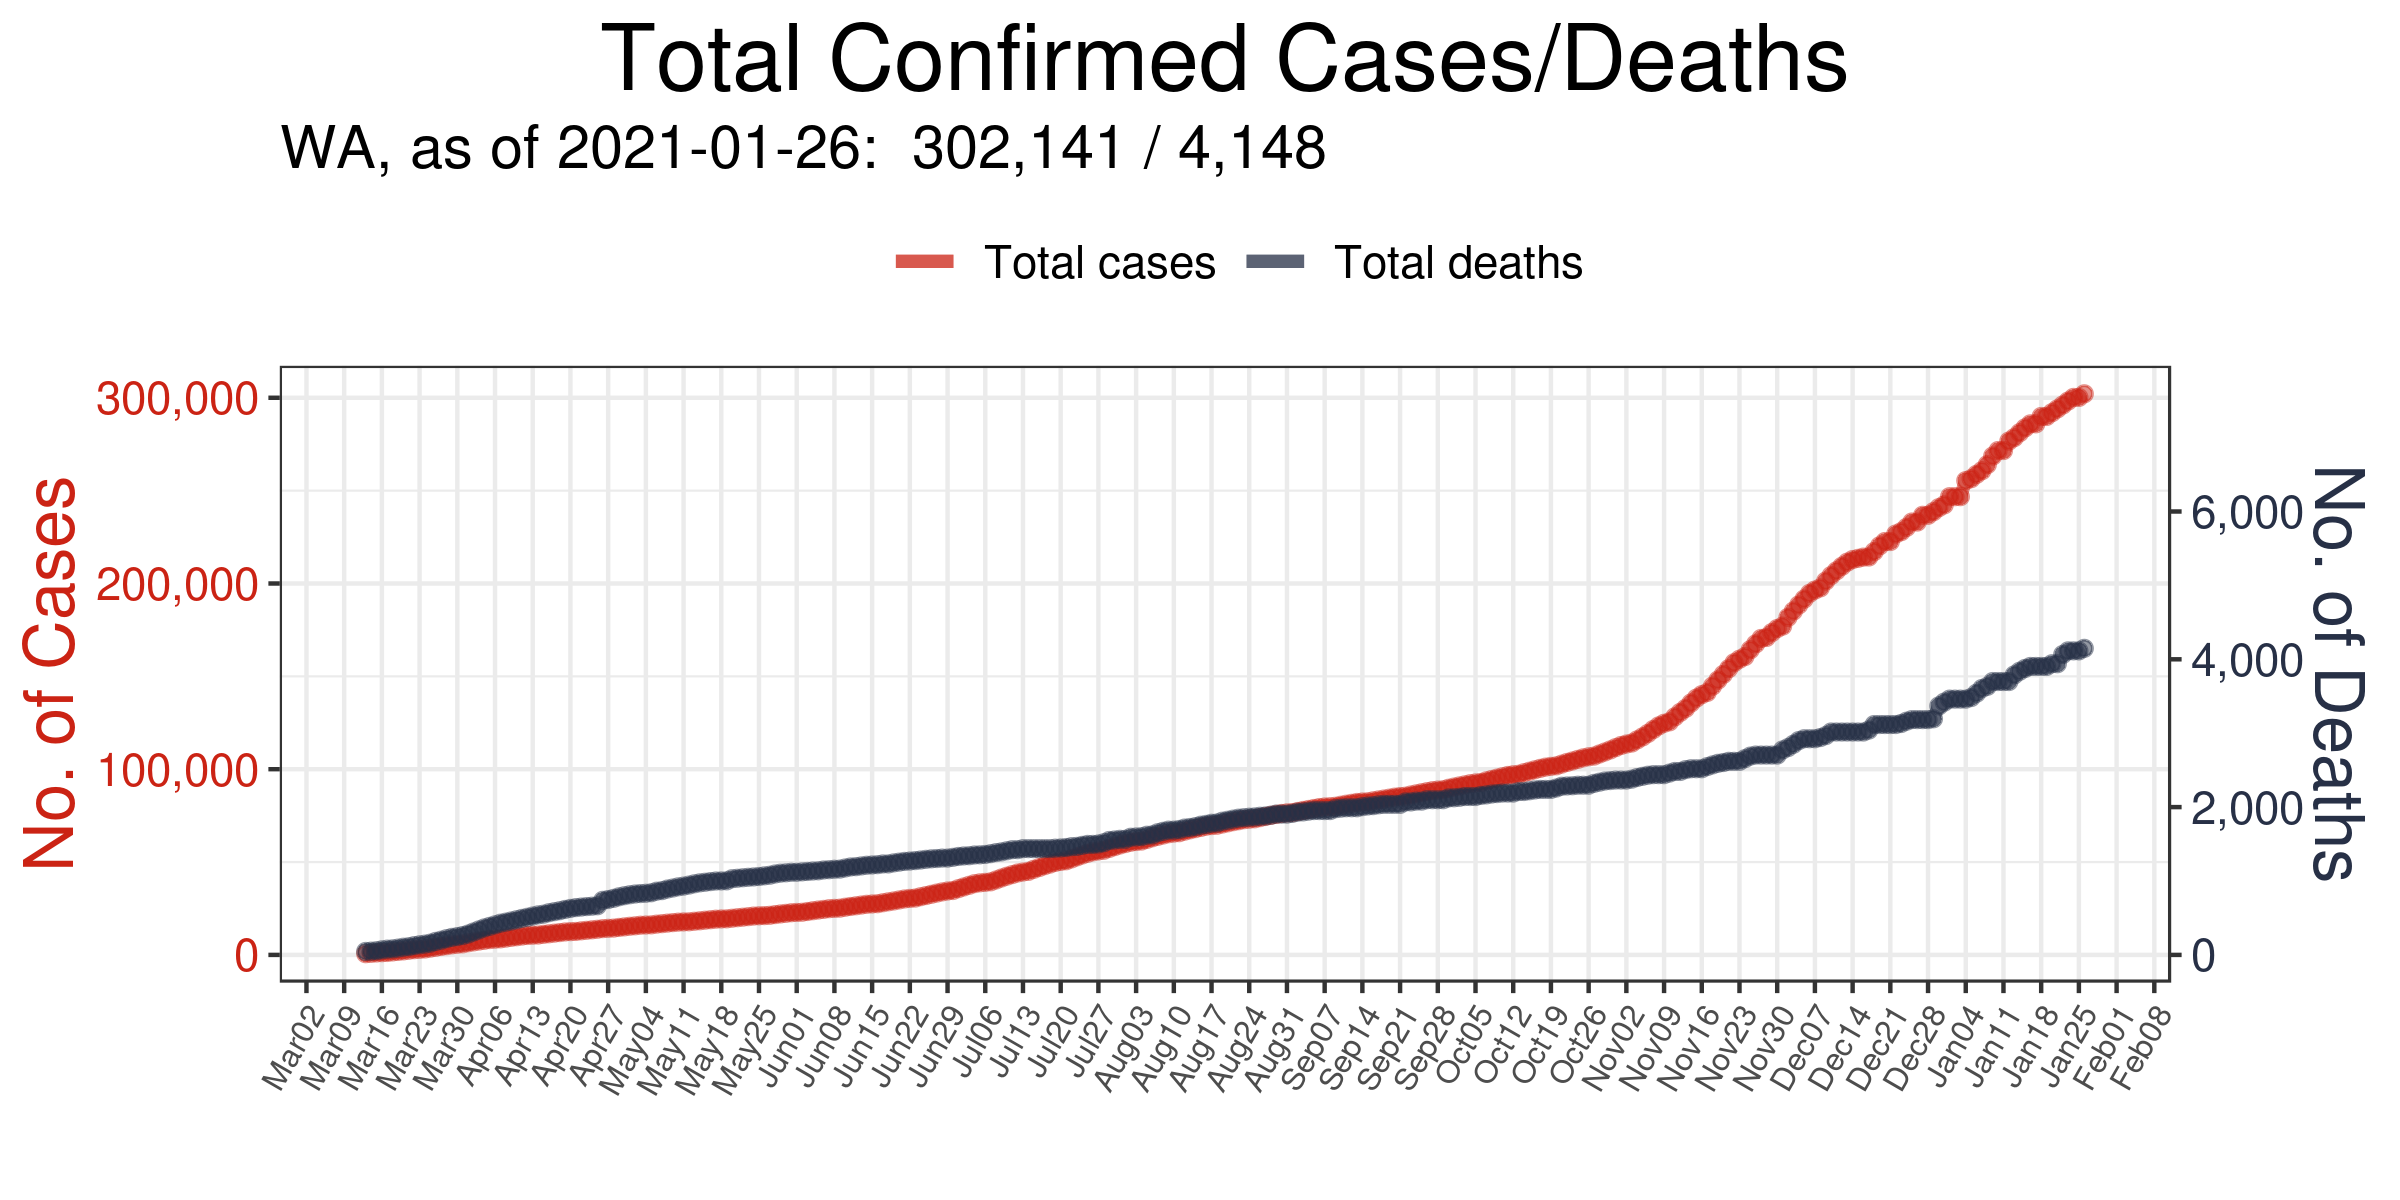 Total Confirmed Cases/Deaths
WA, as of 2021-01-26: 302,141 / 4,148
Total cases
Total deaths
No. of Cases
300,000
200,000
100,000
0
6,000
4,000
2,000
0
No. of Deaths
Mar02
Mar09
Mar16
Mar23
Mar30
Apr06
Apr13
Apr20
Apr27
May04
May11
May18
May25
Jun01
Jun08
Jun15
Jun22
Jun29
Jul06
Jul13
Jul20
Jul27
Aug03
Aug10
Aug17
Aug24
Aug31
Sep07
Sep14
Sep21
Sep28
Oct05
Oct12
Oct19
Oct26
Nov02
Nov09
Nov16
Nov23
Nov30
Dec07
Dec14
Dec21
Dec28
Jan04
Jan11
Jan18
Jan25
Feb01
Feb08